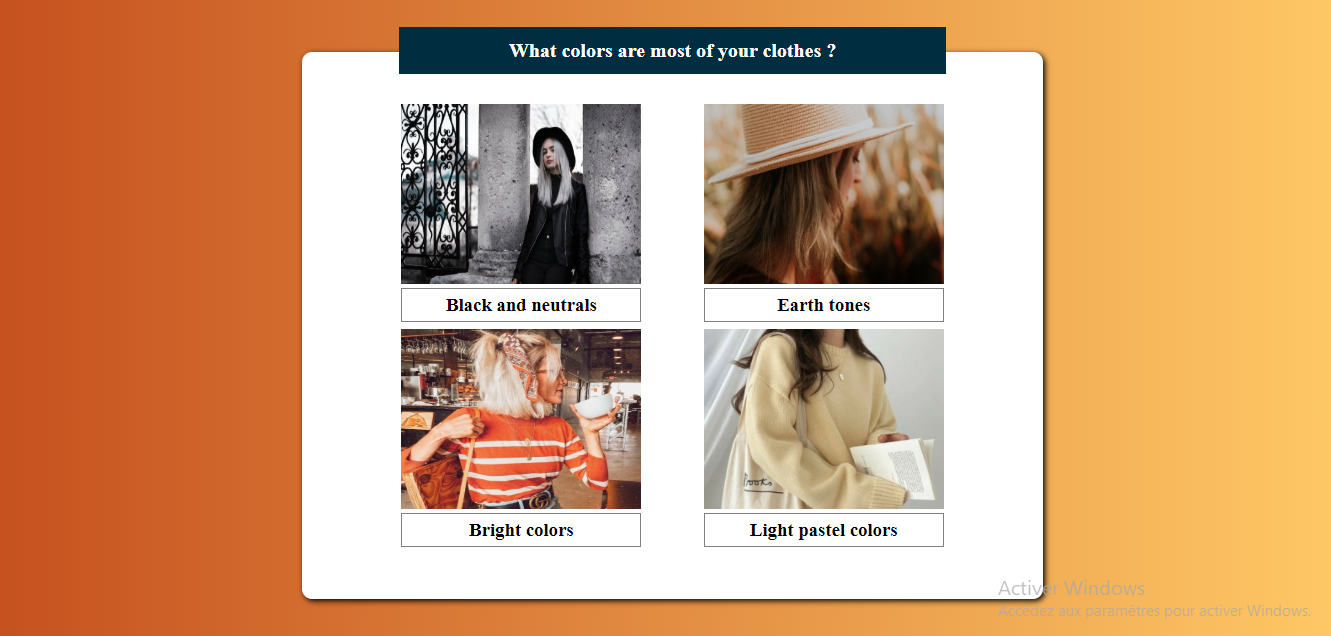 What colors are most of your clothes ?
Black and neutrals
Earth tones
Bright colors
Books
Light pastel colors
Activer Windows
Accédez aux paramètres pour activer Windows.